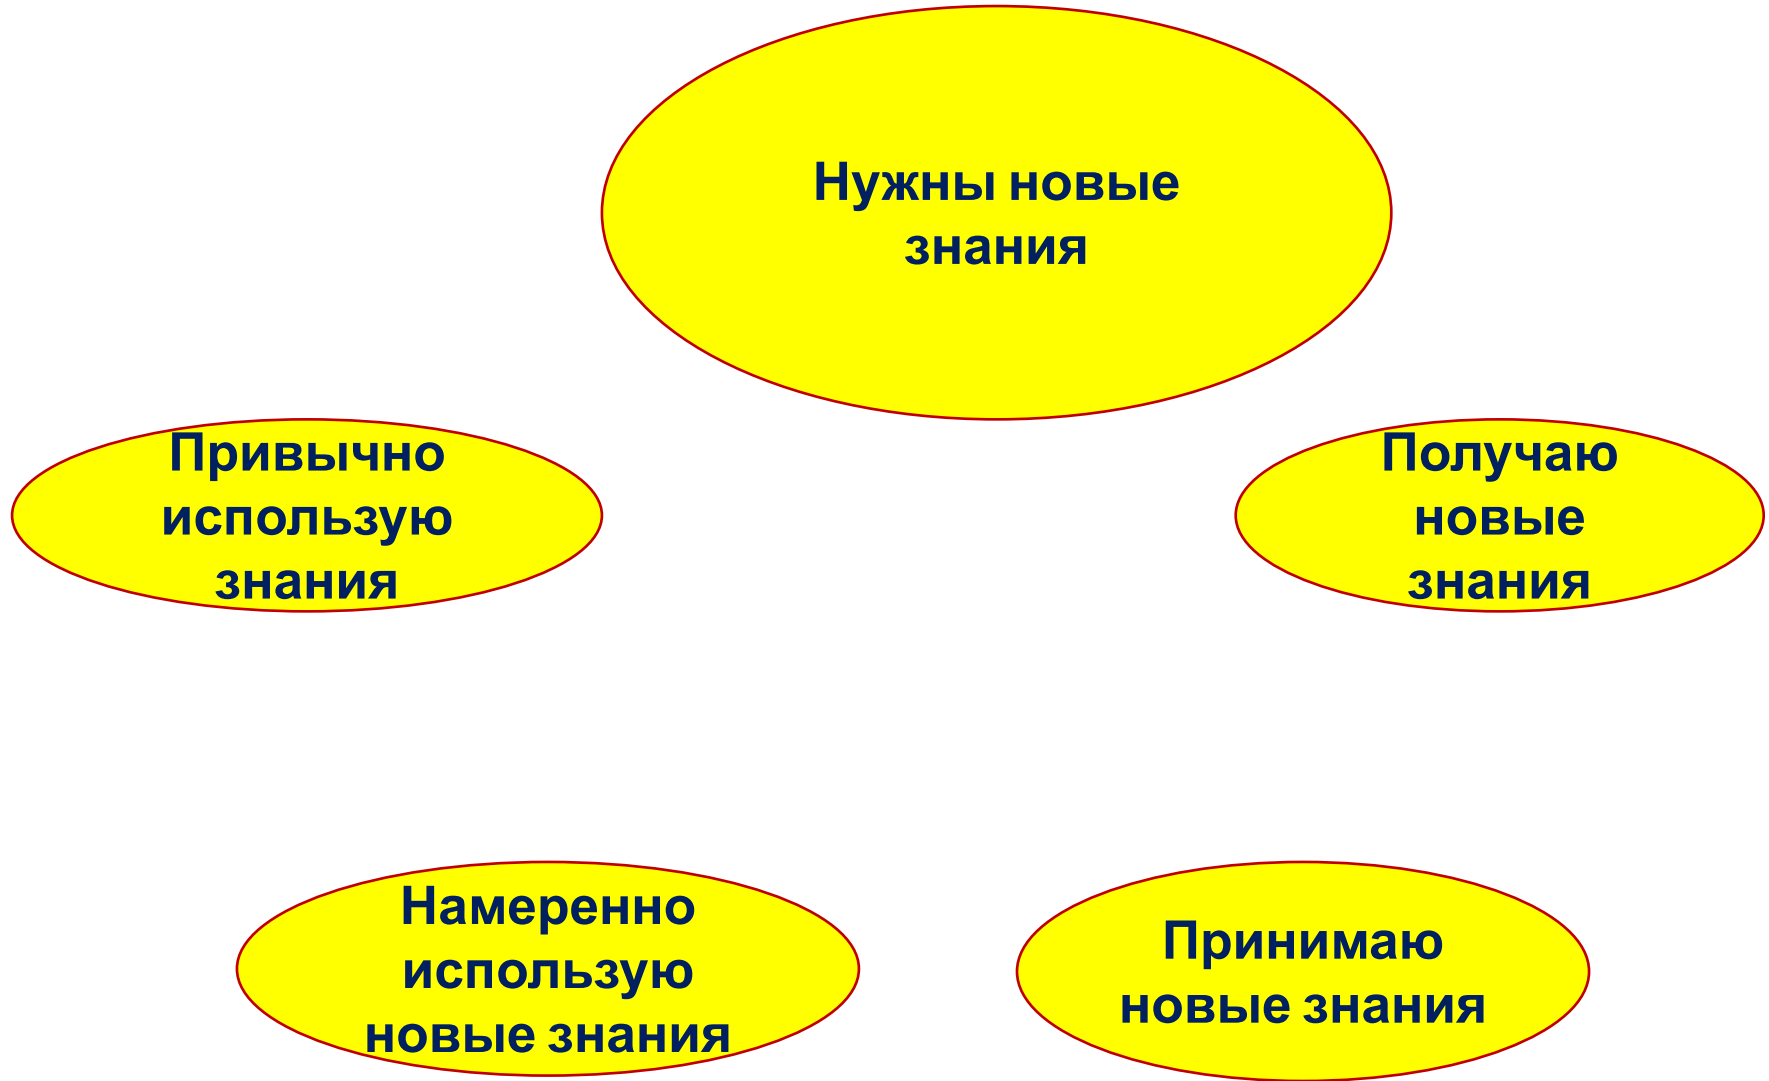 Нужны новые
знания
Привычно
использую
знания
Получаю
новые
знания
Намеренно
использую
новые знания
Принимаю
новые знания